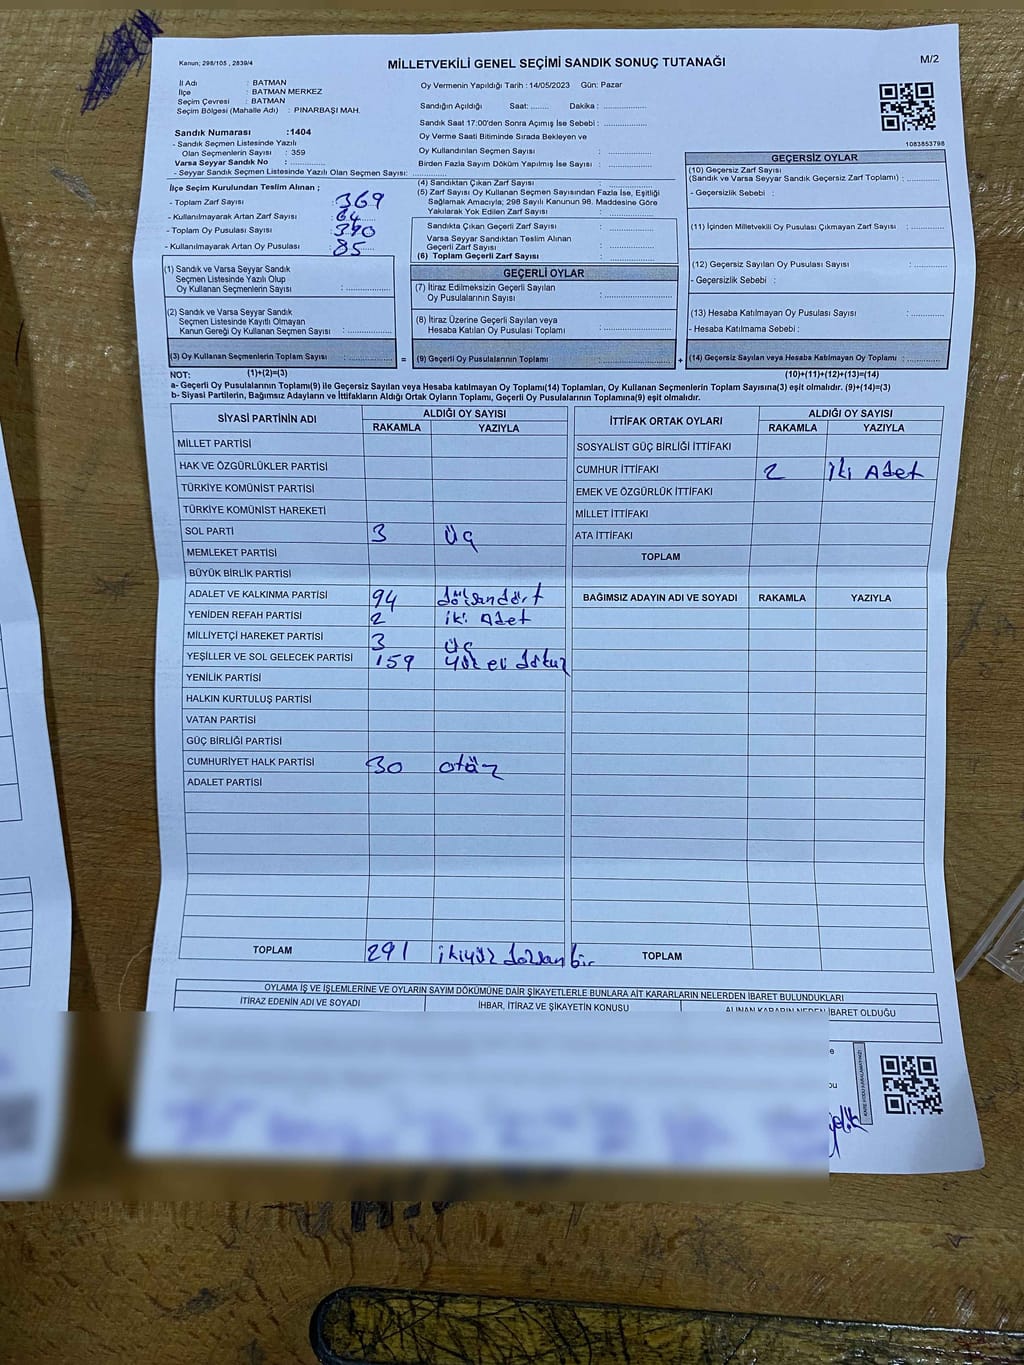 Kanun; 298/105 , 2839/4
MİLLETVEKİLİ GENEL SEÇİMİ SANDIK SONUÇ TUTANAĞI
M/2
İl Adı : BATMAN
İlçe : BATMAN MERKEZ
Seçim Çevresi : BATMAN
Seçim Bölgesi (Mahalle Adı) : PINARBAŞI MAH.
Sandık Numarası :1404
- Sandık Seçmen Listesinde Yazılı
Olan Seçmenlerin Sayısı : 359
Varsa Seyyar Sandık No : ............
- Seyyar Sandık Seçmen Listesinde Yazılı Olan Seçmen Sayısı: ............
Oy Vermenin Yapıldığı Tarih : 14/05/2023 Gün: Pazar
Sandığın Açıldığı Saat: ....... Dakika : ..............
Sandık Saat 17:00'den Sonra Açımış İse Sebebi : ..............
Oy Verme Saati Bitiminde Sırada Bekleyen ve
Oy Kullandırılan Seçmen Sayısı : ..............
Birden Fazla Sayım Döküm Yapılmış İse Sayısı : ..............
1083853798
İlçe Seçim Kurulundan Teslim Alınan ;
- Toplam Zarf Sayısı : 369
- Kullanılmayarak Artan Zarf Sayısı : 64
- Toplam Oy Pusulası Sayısı : 390
- Kullanılmayarak Artan Oy Pusulası : 85
(4) Sandıktan Çıkan Zarf Sayısı : ..............
(5) Zarf Sayısı Oy Kullanan Seçmen Sayısından Fazla İse, Eşitliği
Sağlamak Amacıyla; 298 Sayılı Kanunun 98. Maddesine Göre
Yakılarak Yok Edilen Zarf Sayısı : ..............
Sandıkta Çıkan Geçerli Zarf Sayısı : ..............
Varsa Seyyar Sandıktan Teslim Alınan
Geçerli Zarf Sayısı : ..............
(6) Toplam Geçerli Zarf Sayısı : ..............
GEÇERSİZ OYLAR
(10) Geçersiz Zarf Sayısı
(Sandık ve Varsa Seyyar Sandık Geçersiz Zarf Toplamı) : ..........
- Geçersizlik Sebebi :
(11) İçinden Milletvekili Oy Pusulası Çıkmayan Zarf Sayısı : ..........
(12) Geçersiz Sayılan Oy Pusulası Sayısı : ..........
- Geçersizlik Sebebi :
(13) Hesaba Katılmayan Oy Pusulası Sayısı : ..........
- Hesaba Katılmama Sebebi :
(14) Geçersiz Sayılan veya Hesaba Katılmayan Oy Toplamı : ..........
(1) Sandık ve Varsa Seyyar Sandık
Seçmen Listesinde Yazılı Olup
Oy Kullanan Seçmenlerin Sayısı : ..............
(2) Sandık ve Varsa Seyyar Sandık
Seçmen Listesinde Kayıtlı Olmayan
Kanun Gereği Oy Kullanan Seçmen Sayısı : ..............
(3) Oy Kullanan Seçmenlerin Toplam Sayısı : ..............
=
GEÇERLİ OYLAR
(7) İtiraz Edilmeksizin Geçerli Sayılan
Oy Pusulalarının Sayısı : ..............
(8) İtiraz Üzerine Geçerli Sayılan veya
Hesaba Katılan Oy Pusulası Toplamı : ..............
(9) Geçerli Oy Pusulalarının Toplamı : ..............
+
NOT: (1)+(2)=(3) (10)+(11)+(12)+(13)=(14)
a- Geçerli Oy Pusulalarının Toplamı(9) ile Geçersiz Sayılan veya Hesaba katılmayan Oy Toplamı(14) Toplamları, Oy Kullanan Seçmenlerin Toplam Sayısına(3) eşit olmalıdır. (9)+(14)=(3)
b- Siyasi Partilerin, Bağımsız Adayların ve İttifakların Aldığı Ortak Oyların Toplamı, Geçerli Oy Pusulalarının Toplamına(9) eşit olmalıdır.
SİYASİ PARTİNİN ADI ALDIĞI OY SAYISI
RAKAMLA YAZIYLA
MİLLET PARTİSİ
HAK VE ÖZGÜRLÜKLER PARTİSİ
TÜRKİYE KOMÜNİST PARTİSİ
TÜRKİYE KOMÜNİST HAREKETİ
SOL PARTİ 3 üç
MEMLEKET PARTİSİ
BÜYÜK BİRLİK PARTİSİ
ADALET VE KALKINMA PARTİSİ 94 doksandört
YENİDEN REFAH PARTİSİ 2 iki Adet
MİLLİYETÇİ HAREKET PARTİSİ 3 üç
YEŞİLLER VE SOL GELECEK PARTİSİ 159
YENİLİK PARTİSİ
HALKIN KURTULUŞ PARTİSİ
VATAN PARTİSİ
GÜÇ BİRLİĞİ PARTİSİ
CUMHURİYET HALK PARTİSİ 30 otuz
ADALET PARTİSİ
TOPLAM 291 ikiyüz doksan bir
İTTİFAK ORTAK OYLARI ALDIĞI OY SAYISI
RAKAMLA YAZIYLA
SOSYALİST GÜÇ BİRLİĞİ İTTİFAKI
CUMHUR İTTİFAKI 2 iki Adet
EMEK VE ÖZGÜRLÜK İTTİFAKI
MİLLET İTTİFAKI
ATA İTTİFAKI
TOPLAM
BAĞIMSIZ ADAYIN ADI VE SOYADI RAKAMLA YAZIYLA
TOPLAM
OYLAMA İŞ VE İŞLEMLERİNE VE OYLARIN SAYIM DÖKÜMÜNE DAİR ŞİKAYETLERLE BUNLARA AİT KARARLARIN NELERDEN İBARET BULUNDUKLARI
İTİRAZ EDENİN ADI VE SOYADI İHBAR, İTİRAZ VE ŞİKAYETİN KONUSU ALINAN KARARIN NEDEN İBARET OLDUĞU